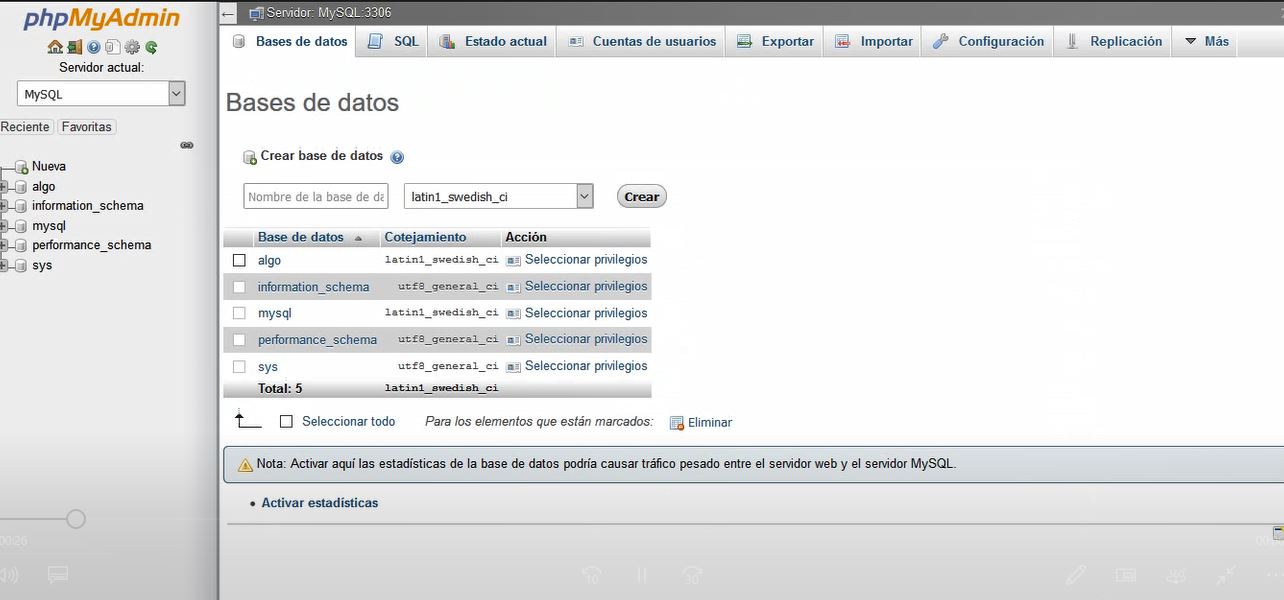 phpMyAdmin
Servidor actual:
MySQL
Reciente Favoritas
Nueva
algo
information_schema
mysql
performance_schema
sys
Servidor: MySQL:3306
Bases de datos SQL Estado actual Cuentas de usuarios Exportar Importar Configuración Replicación Más
Bases de datos
Crear base de datos
Nombre de la base de da latin1_swedish_ci Crear
Base de datos Cotejamiento Acción
algo latin1_swedish_ci Seleccionar privilegios
information_schema utf8_general_ci Seleccionar privilegios
mysql latin1_swedish_ci Seleccionar privilegios
performance_schema utf8_general_ci Seleccionar privilegios
sys utf8_general_ci Seleccionar privilegios
Total: 5 latin1_swedish_ci
Seleccionar todo Para los elementos que están marcados: Eliminar
Nota: Activar aquí las estadísticas de la base de datos podría causar tráfico pesado entre el servidor web y el servidor MySQL.
Activar estadísticas
00:26
10 30